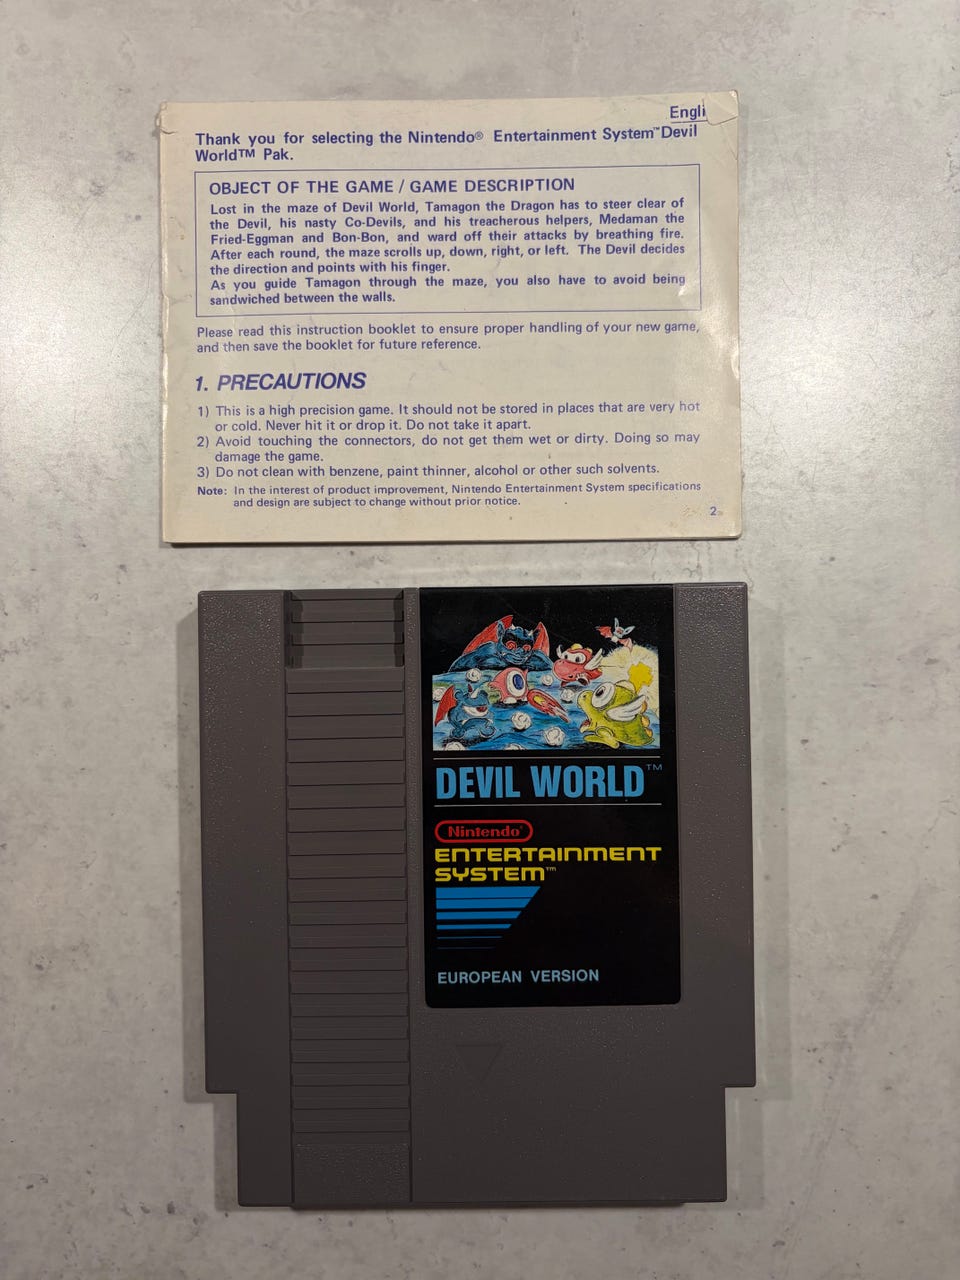 Engli
Thank you for selecting the Nintendo® Entertainment System™Devil
World™ Pak.
OBJECT OF THE GAME / GAME DESCRIPTION
Lost in the maze of Devil World, Tamagon the Dragon has to steer clear of
the Devil, his nasty Co-Devils, and his treacherous helpers, Medaman the
Fried-Eggman and Bon-Bon, and ward off their attacks by breathing fire.
After each round, the maze scrolls up, down, right, or left. The Devil decides
the direction and points with his finger.
As you guide Tamagon through the maze, you also have to avoid being
sandwiched between the walls.
Please read this instruction booklet to ensure proper handling of your new game,
and then save the booklet for future reference.
1. PRECAUTIONS
1) This is a high precision game. It should not be stored in places that are very hot
or cold. Never hit it or drop it. Do not take it apart.
2) Avoid touching the connectors, do not get them wet or dirty. Doing so may
damage the game.
3) Do not clean with benzene, paint thinner, alcohol or other such solvents.
Note: In the interest of product improvement, Nintendo Entertainment System specifications
and design are subject to change without prior notice.
2
DEVIL WORLD™
Nintendo®
ENTERTAINMENT
SYSTEM™
EUROPEAN VERSION